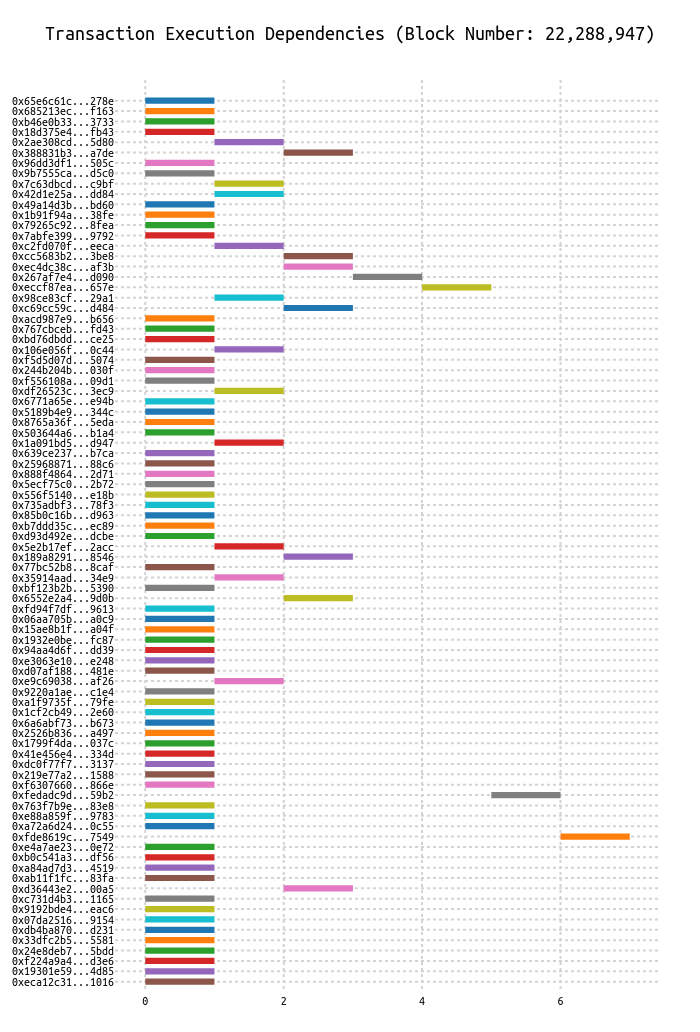 Transaction Execution Dependencies (Block Number: 22,288,947)
0x65e6c61c...278e
0x685213ec...f163
0xb46e0b33...3733
0x18d375e4...fb43
0x2ae308cd...5d80
0x388831b3...a7de
0x96dd3df1...505c
0x9b7555ca...d5c0
0x7c63dbcd...c9bf
0x42d1e25a...dd84
0x49a14d3b...bd60
0x1b91f94a...38fe
0x79265c92...8fea
0x7abfe399...9792
0xc2fd070f...eeca
0xcc5683b2...3be8
0xec4dc38c...af3b
0x267af7e4...d090
0xeccf87ea...657e
0x98ce83cf...29a1
0xc69cc59c...d484
0xacd987e9...b656
0x767cbceb...fd43
0xbd76dbdd...ce25
0x106e056f...0c44
0xf5d5d07d...5074
0x244b204b...030f
0xf556108a...09d1
0xdf26523c...3ec9
0x6771a65e...e94b
0x5189b4e9...344c
0x8765a36f...5eda
0x503644a6...b1a4
0x1a091bd5...d947
0x639ce237...b7ca
0x25968871...88c6
0x888f4864...2d71
0x5ecf75c0...2b72
0x556f5140...e18b
0x735adbf3...78f3
0x85b0c16b...d963
0xb7ddd35c...ec89
0xd93d492e...dcbe
0x5e2b17ef...2acc
0x189a8291...8546
0x77bc52b8...8caf
0x35914aad...34e9
0xbf123b2b...5390
0x6552e2a4...9d0b
0xfd94f7df...9613
0x06aa705b...a0c9
0x15ae8b1f...a04f
0x1932e0be...fc87
0x94aa4d6f...dd39
0xe3063e10...e248
0xd07af188...481e
0xe9c69038...af26
0x9220a1ae...c1e4
0xa1f9735f...79fe
0x1cf2cb49...2e60
0x6a6abf73...b673
0x2526b836...a497
0x1799f4da...037c
0x41e456e4...334d
0xdc0f77f7...3137
0x219e77a2...1588
0xf6307660...866e
0xfedadc9d...59b2
0x763f7b9e...83e8
0xe88a859f...9783
0xa72a6d24...0c55
0xfde8619c...7549
0xe4a7ae23...0e72
0xb0c541a3...df56
0xa84ad7d3...4519
0xab11f1fc...83fa
0xd36443e2...00a5
0xc731d4b3...1165
0x9192bde4...eac6
0x07da2516...9154
0xdb4ba870...d231
0x33dfc2b5...5581
0x24e8deb7...5bdd
0xf224a9a4...d3e6
0x19301e59...4d85
0xeca12c31...1016
0 2 4 6